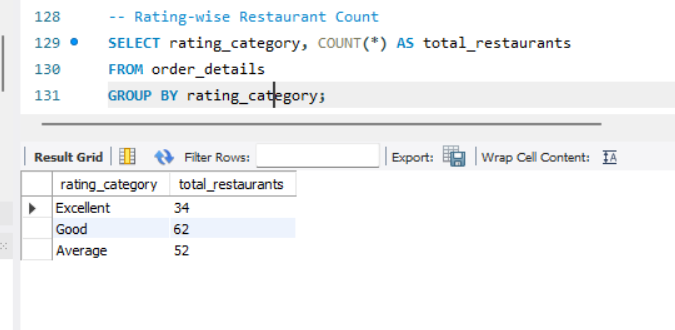 128 -- Rating-wise Restaurant Count
129 SELECT rating_category, COUNT(*) AS total_restaurants
130 FROM order_details
131 GROUP BY rating_category;
Result Grid Filter Rows: Export: Wrap Cell Content: IA
rating_category total_restaurants
Excellent 34
Good 62
Average 52